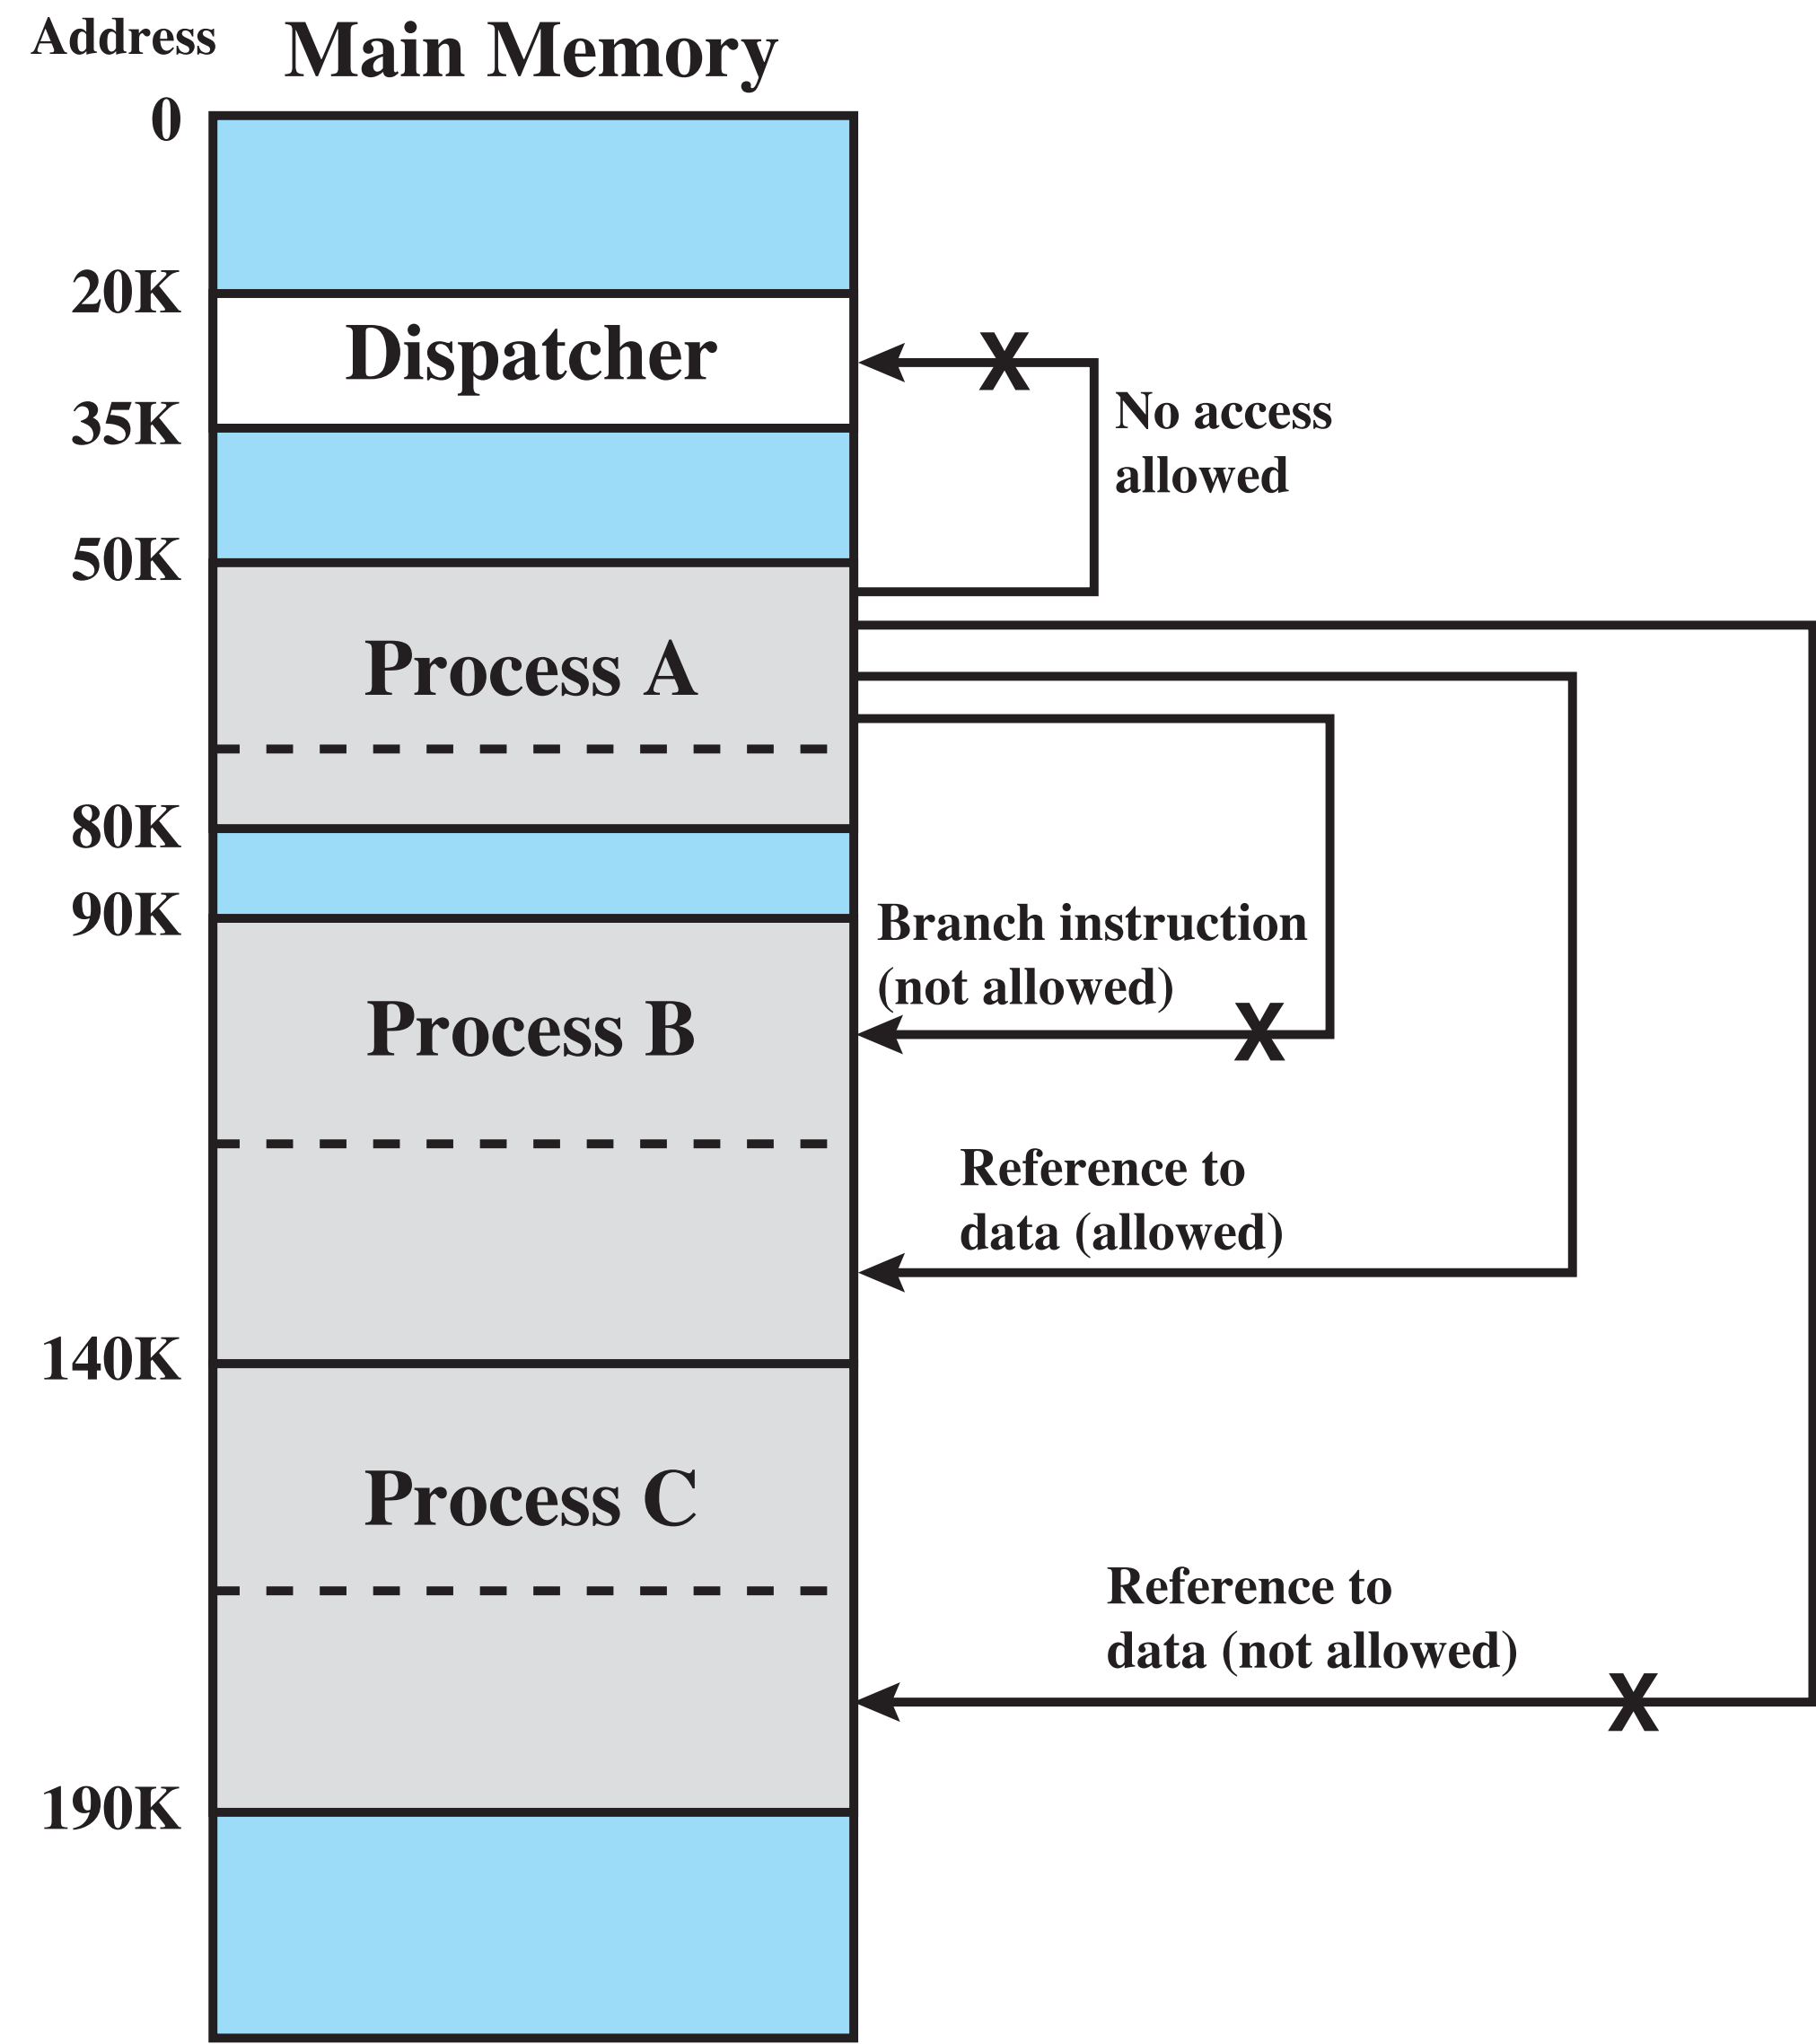 Address
Main Memory
0
20K
Dispatcher
X
No access
allowed
35K
50K
Process A
80K
90K
Branch instruction
(not allowed)
X
Process B
Reference to
data (allowed)
140K
Process C
Reference to
data (not allowed)
X
190K